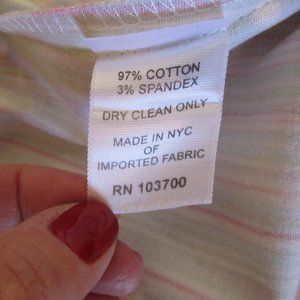 97% COTTON
3% SPANDEX
DRY CLEAN ONLY
MADE IN NYC
OF
IMPORTED FABRIC
RN 103700